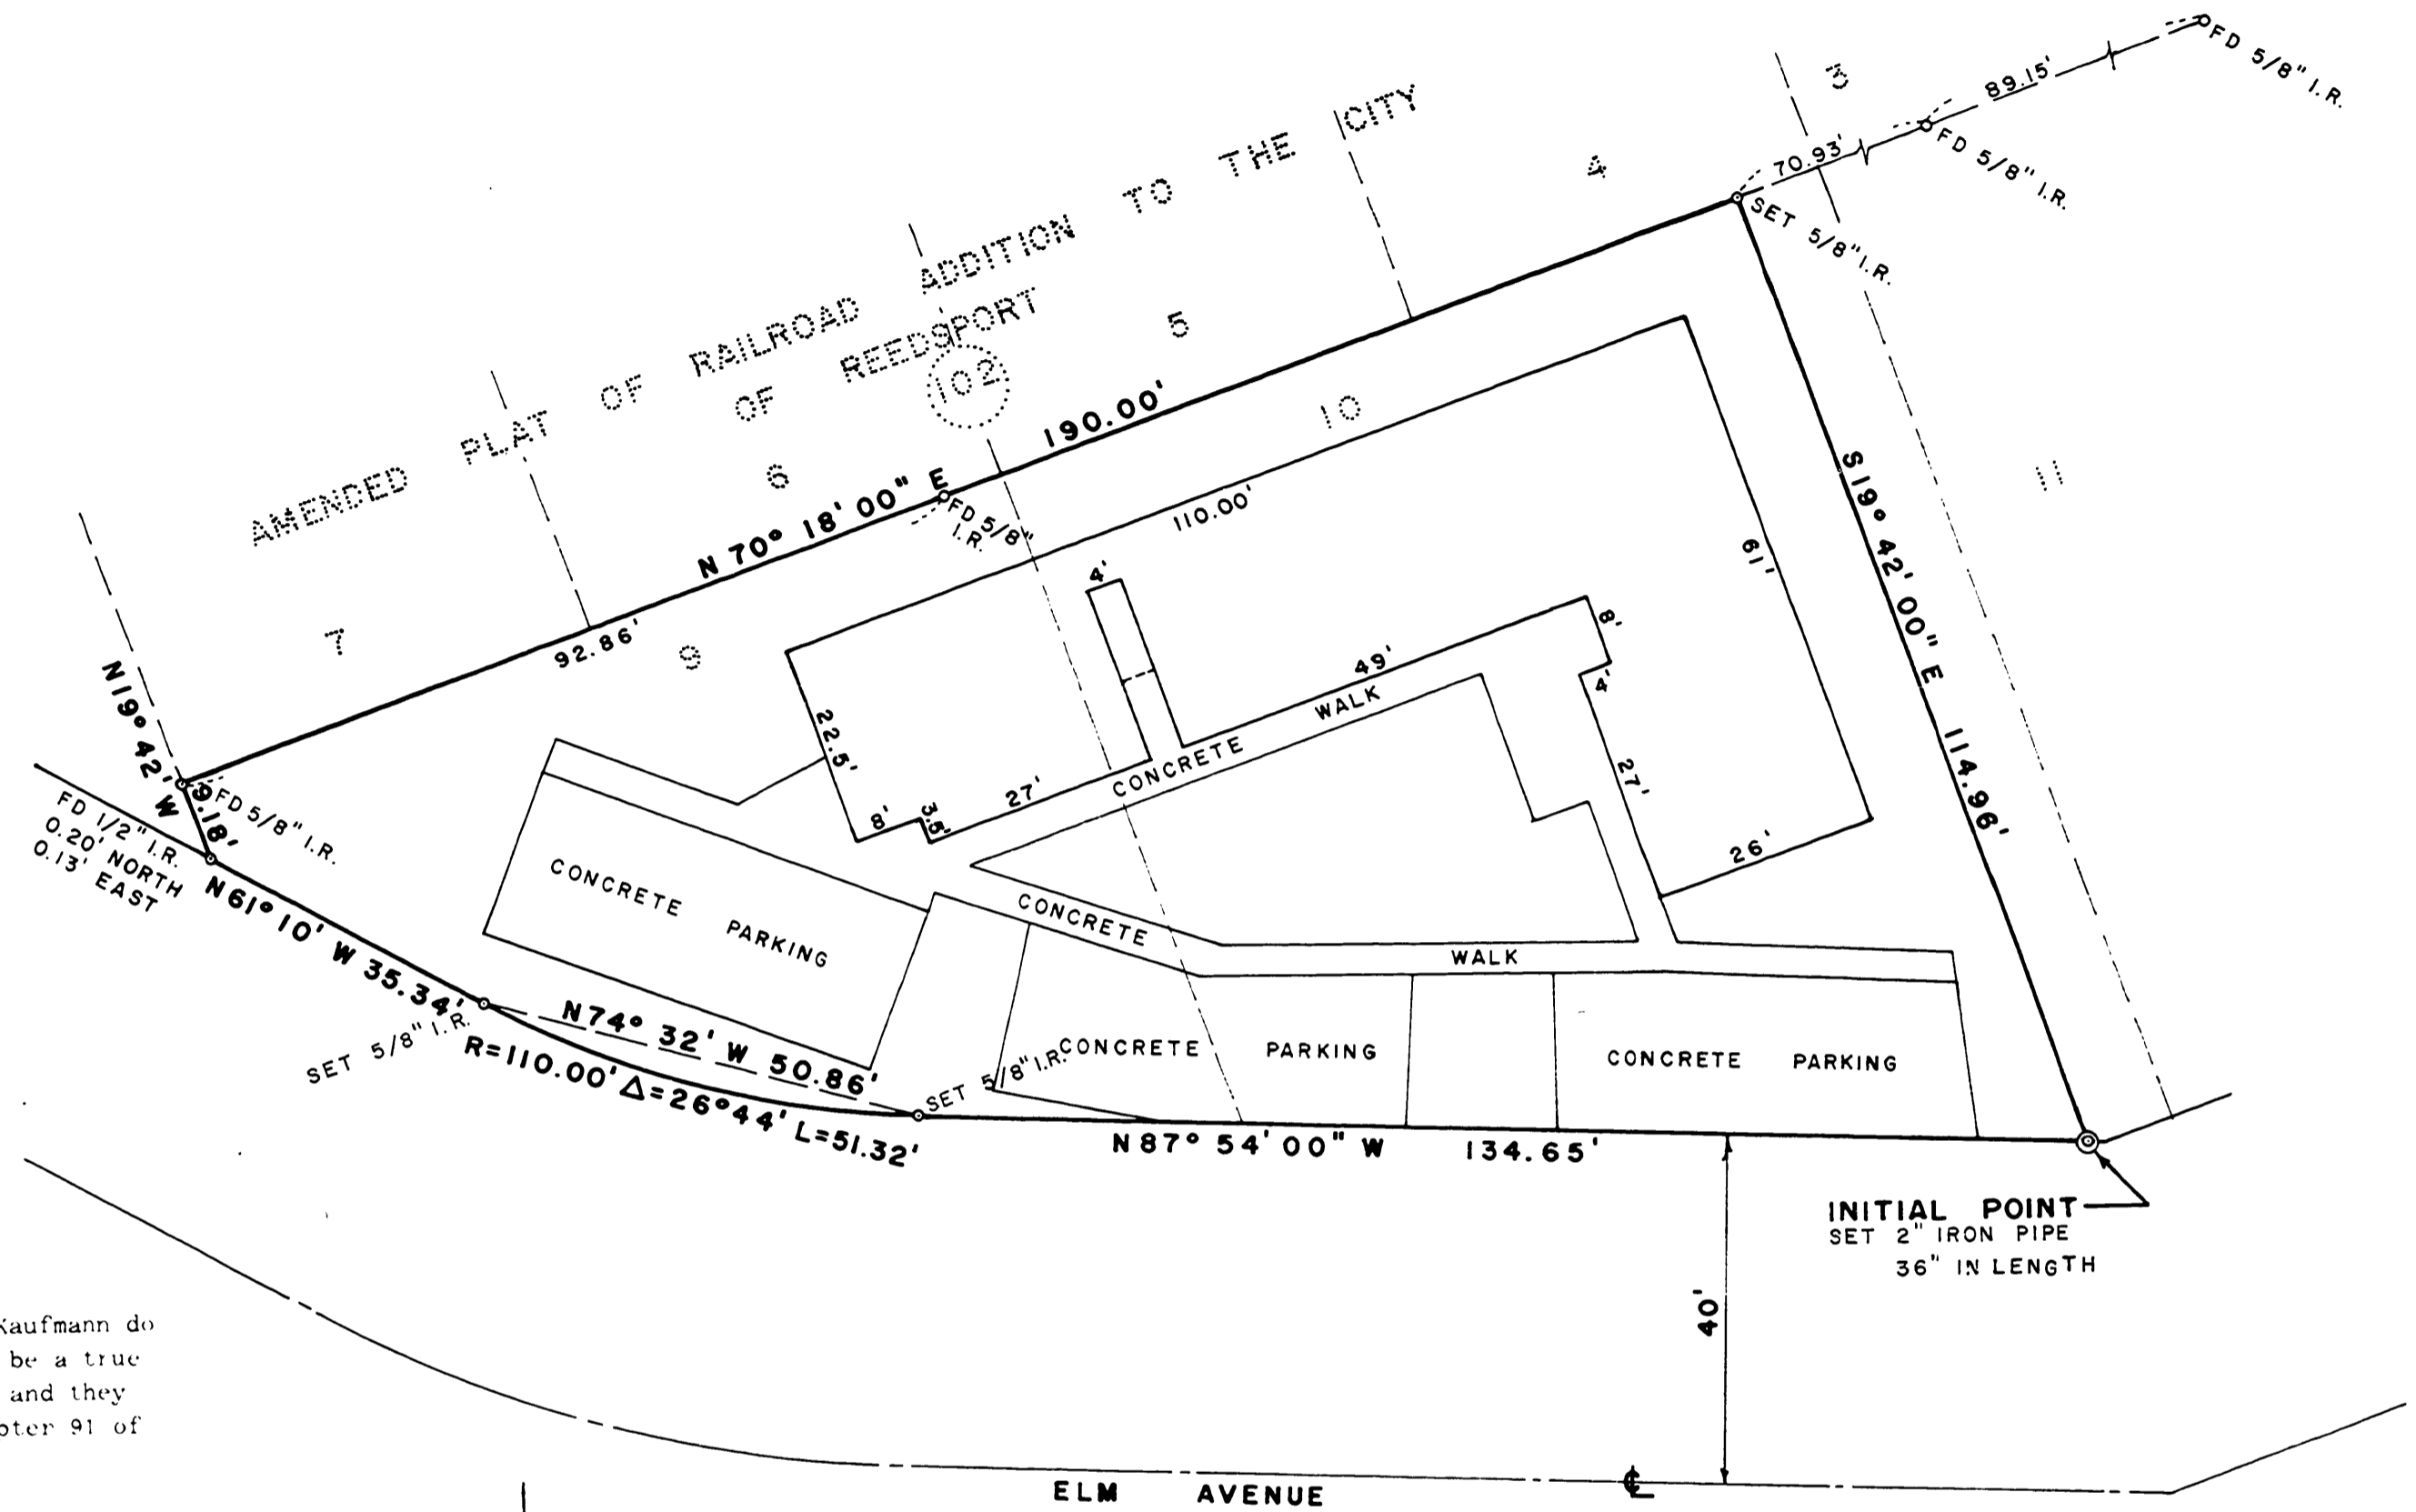 FD 5/8" I.R.
89.15'
3
FD 5/8" I.R.
70.93'
4
SET 5/8" I.R.
AMENDED PLAT OF RAILROAD ADDITION TO THE CITY
OF REEDSPORT
102
5
6
7
9
10
11
N 70° 18' 00" E 190.00'
FD 5/8"
I.R.
92.86'
110.00'
61'
S19° 42' 00" E 114.96'
4'
49'
8'
4'
27'
26'
22.5'
8'
3.5'
27'
CONCRETE WALK
N19° 42' W
9.18'
FD 5/8" I.R.
FD 1/2" I.R.
0.20' NORTH
0.13' EAST
N61° 10' W 35.34'
CONCRETE PARKING
CONCRETE WALK
SET 5/8" I.R.
N74° 32' W 50.86'
R=110.00' Δ=26°44' L=51.32'
SET 5/8" I.R.
CONCRETE PARKING
CONCRETE PARKING
N87° 54' 00" W 134.65'
INITIAL POINT
SET 2" IRON PIPE
36" IN LENGTH
40'
Kaufmann do
be a true
and they
pter 91 of
℄
ELM AVENUE